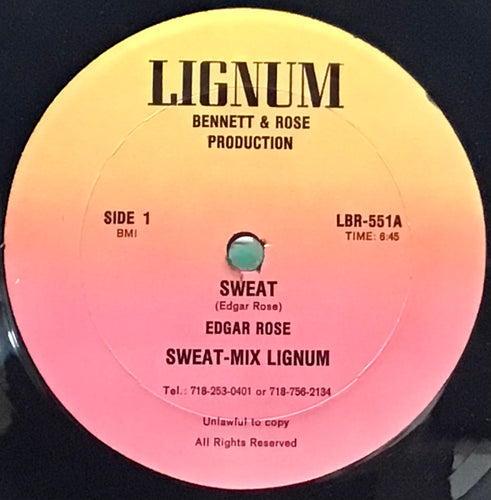 LIGNUM
BENNETT & ROSE
PRODUCTION
SIDE 1
BMI
LBR-551A
TIME: 6:45
SWEAT
(Edgar Rose)
EDGAR ROSE
SWEAT-MIX LIGNUM
Tel.: 718-253-0401 or 718-756-2134
Unlawful to copy
All Rights Reserved